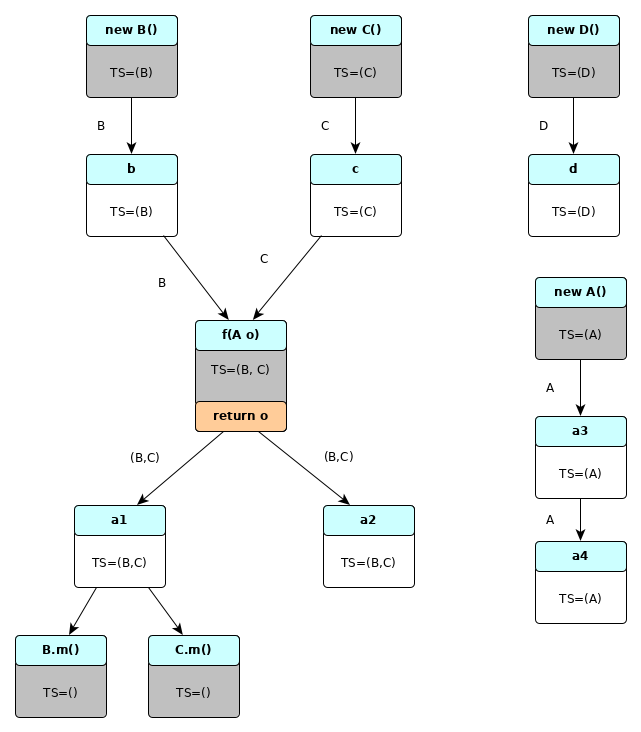 new B()
TS=(B)
new C()
TS=(C)
new D()
TS=(D)
B
C
D
b
TS=(B)
c
TS=(C)
d
TS=(D)
B
C
new A()
TS=(A)
f(A o)
TS=(B, C)
return o
A
a3
TS=(A)
(B,C)
(B,C)
A
a1
TS=(B,C)
a2
TS=(B,C)
a4
TS=(A)
B.m()
TS=()
C.m()
TS=()